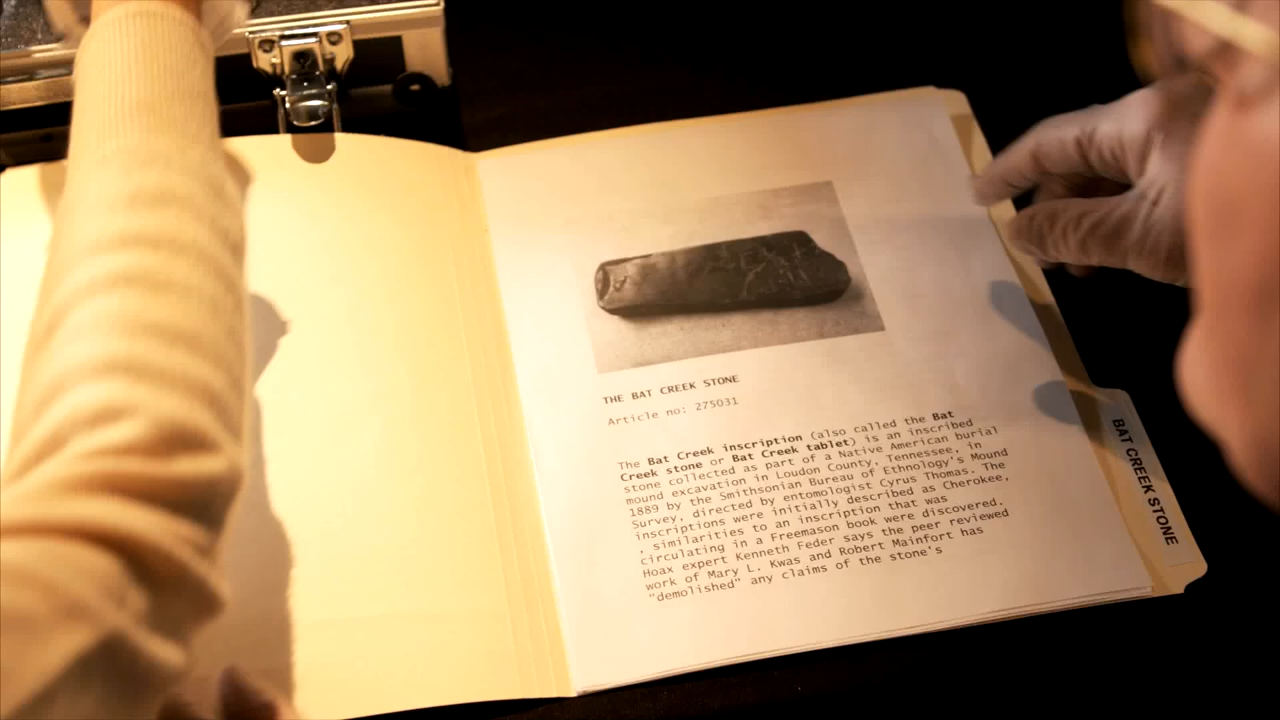 THE BAT CREEK STONE
Article no: 275031
The Bat Creek inscription (also called the Bat
Creek stone or Bat Creek tablet) is an inscribed
stone collected as part of a Native American burial
mound excavation in Loudon County, Tennessee, in
1889 by the Smithsonian Bureau of Ethnology's Mound
Survey, directed by entomologist Cyrus Thomas. The
inscriptions were initially described as Cherokee,
, similarities to an inscription that was
circulating in a Freemason book were discovered.
Hoax expert Kenneth Feder says the peer reviewed
work of Mary L. Kwas and Robert Mainfort has
"demolished" any claims of the stone's
BAT CREEK STONE